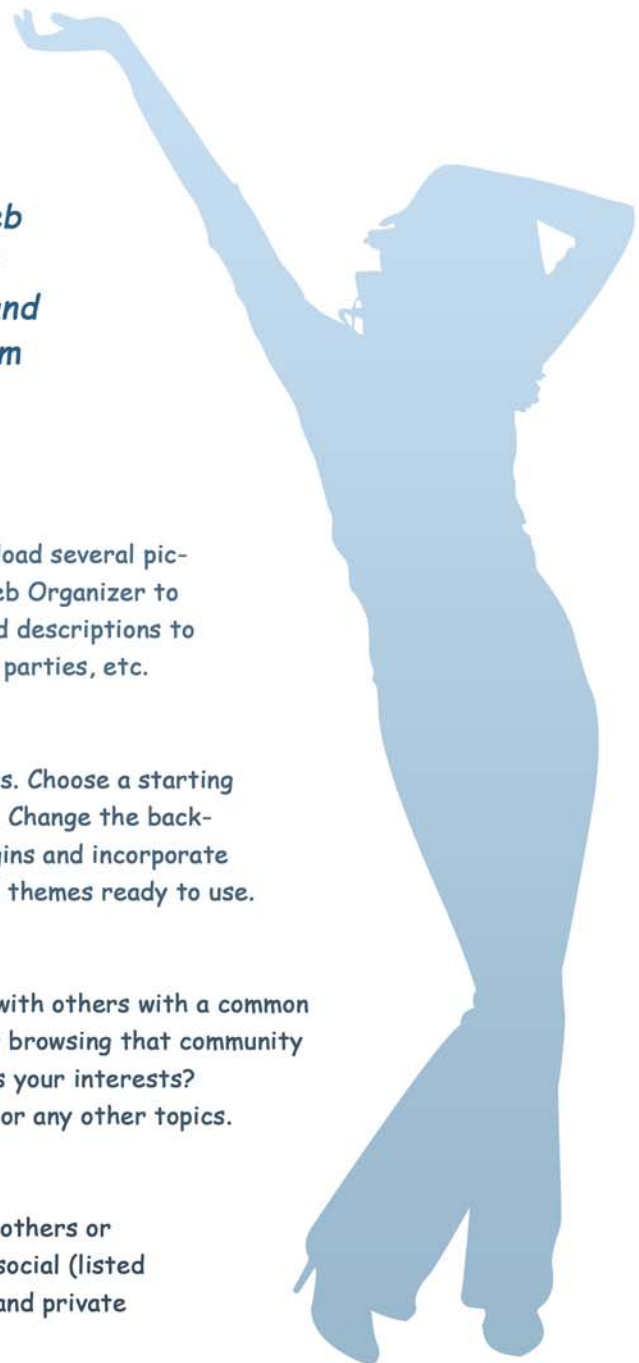 eb
and
m
load several pic-
eb Organizer to
d descriptions to
parties, etc.
s. Choose a starting
. Change the back-
gins and incorporate
themes ready to use.
with others with a common
browsing that community
s your interests?
or any other topics.
others or
social (listed
and private